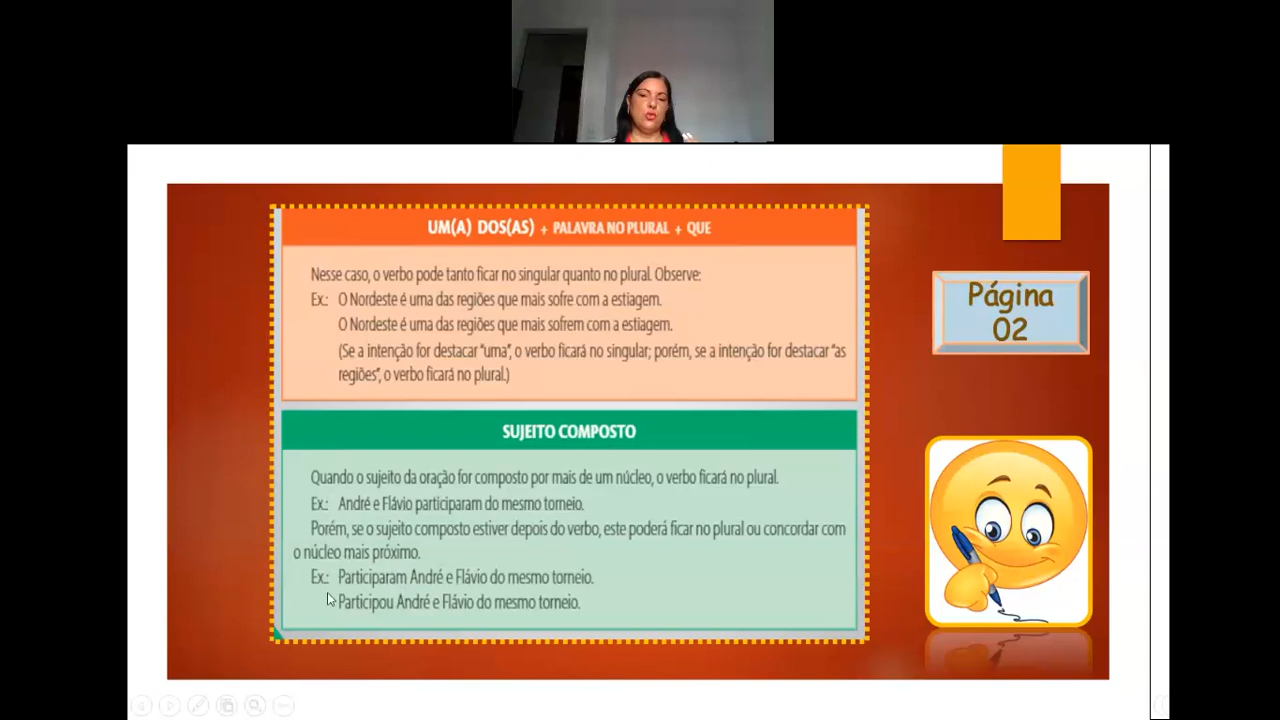 UM(A) DOS(AS) + PALAVRA NO PLURAL + QUE
Nesse caso, o verbo pode tanto ficar no singular quanto no plural. Observe:
Ex.: O Nordeste é uma das regiões que mais sofre com a estiagem.
O Nordeste é uma das regiões que mais sofrem com a estiagem.
(Se a intenção for destacar “uma”, o verbo ficará no singular; porém, se a intenção for destacar “as
regiões”, o verbo ficará no plural.)
SUJEITO COMPOSTO
Quando o sujeito da oração for composto por mais de um núcleo, o verbo ficará no plural.
Ex.: André e Flávio participaram do mesmo torneio.
Porém, se o sujeito composto estiver depois do verbo, este poderá ficar no plural ou concordar com
o núcleo mais próximo.
Ex.: Participaram André e Flávio do mesmo torneio.
Participou André e Flávio do mesmo torneio.
Página
02